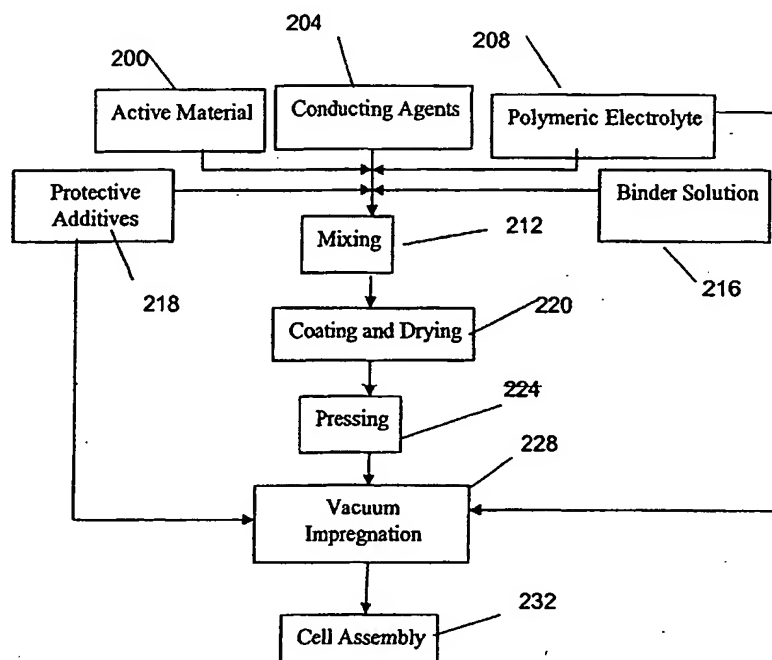 204
208
200
Active Material
Conducting Agents
Polymeric Electrolyte
Protective
Additives
Binder Solution
Mixing
212
218
216
220
Coating and Drying
224
Pressing
228
Vacuum
Impregnation
232
Cell Assembly